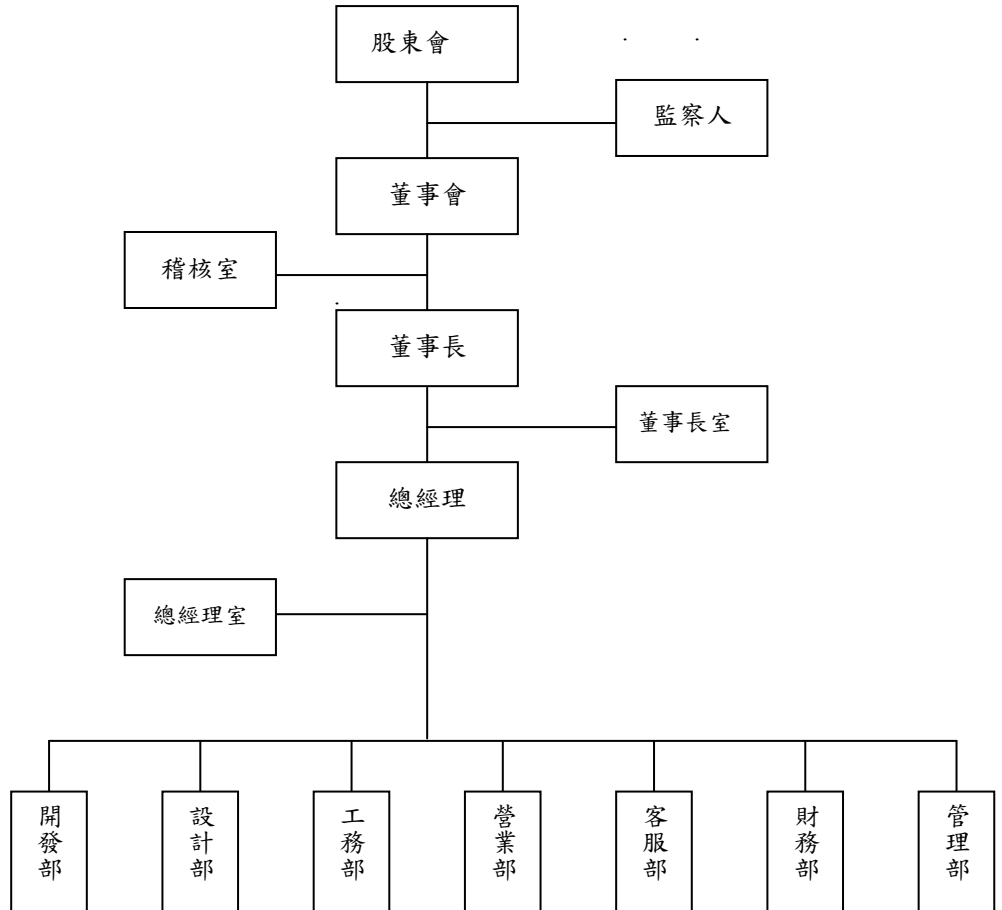 股東會
監察人
董事會
稽核室
董事長
董事長室
總經理
總經理室
開發部
設計部
工務部
營業部
客服部
財務部
管理部